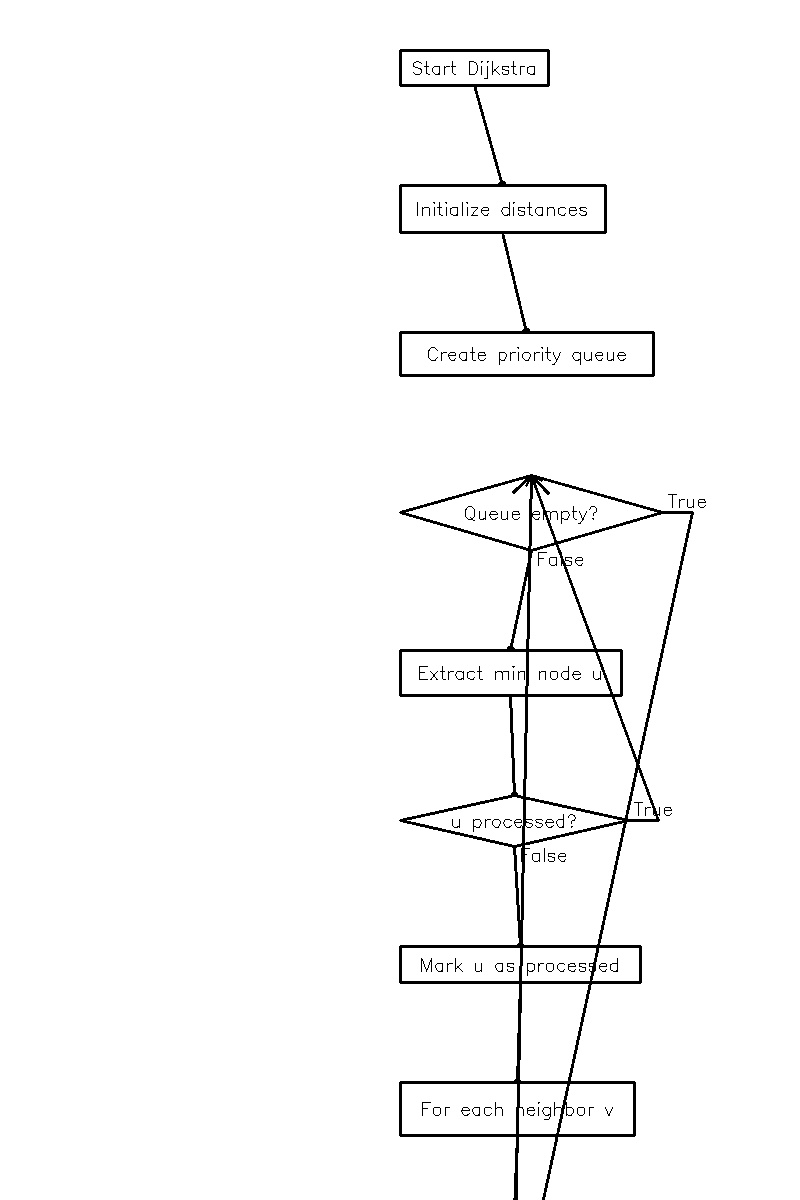 Start Dijkstra
Initialize distances
Create priority queue
True
Queue empty?
False
Extract min node u
True
u processed?
False
Mark u as processed
For each neighbor v